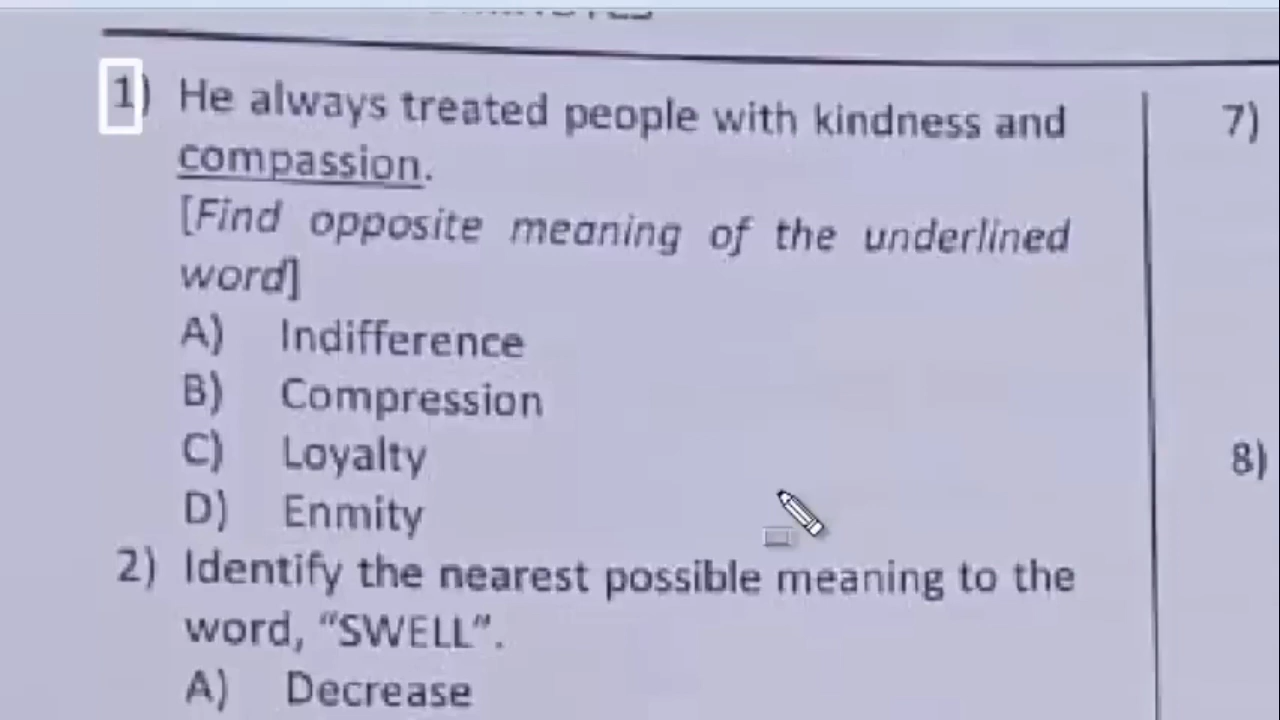 1) He always treated people with kindness and
compassion.
[Find opposite meaning of the underlined
word]
A) Indifference
B) Compression
C) Loyalty
D) Enmity
2) Identify the nearest possible meaning to the
word, “SWELL”.
A) Decrease
7)
8)